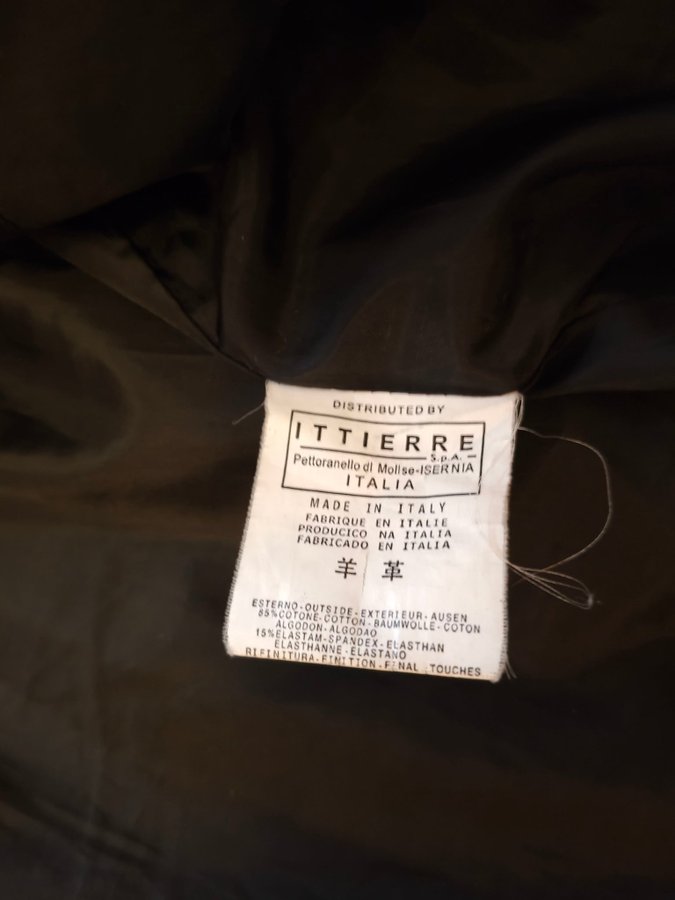 DISTRIBUTED BY
ITTIERRE
S.p.A.
Pettoranello di Molise-ISERNIA
ITALIA
MADE IN ITALY
FABRIQUE EN ITALIE
PRODUCICO NA ITALIA
FABRICADO EN ITALIA
羊 革
ESTERNO-OUTSIDE-EXTERIEUR-AUSEN
85%COTONE-COTTON-BAUMWOLLE-COTON
ALGODON-ALGODAO
15%ELASTAM-SPANDEX-ELASTHAN
ELASTHANNE-ELASTANO
RIFINITURA-FINITION-FINAL TOUCHES